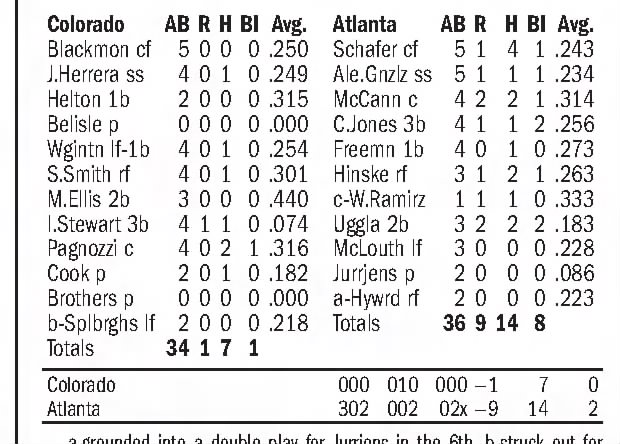 Colorado AB R H BI Avg.
Blackmon cf 5 0 0 0 .250
J.Herrera ss 4 0 1 0 .249
Helton 1b 2 0 0 0 .315
Belisle p 0 0 0 0 .000
Wgintn lf-1b 4 0 1 0 .254
S.Smith rf 4 0 1 0 .301
M.Ellis 2b 3 0 0 0 .440
I.Stewart 3b 4 1 1 0 .074
Pagnozzi c 4 0 2 1 .316
Cook p 2 0 1 0 .182
Brothers p 0 0 0 0 .000
b-Splbrghs lf 2 0 0 0 .218
Totals 34 1 7 1
Atlanta AB R H BI Avg.
Schafer cf 5 1 4 1 .243
Ale.Gnzlz ss 5 1 1 1 .234
McCann c 4 2 2 1 .314
C.Jones 3b 4 1 1 2 .256
Freemn 1b 4 0 1 0 .273
Hinske rf 3 1 2 1 .263
c-W.Ramirz 1 1 1 0 .333
Uggla 2b 3 2 2 2 .183
McLouth lf 3 0 0 0 .228
Jurrjens p 2 0 0 0 .086
a-Hywrd rf 2 0 0 0 .223
Totals 36 9 14 8
Colorado 000 010 000 –1 7 0
Atlanta 302 002 02x –9 14 2
a-grounded into a double play for Jurrjens in the 6th. b-struck out for